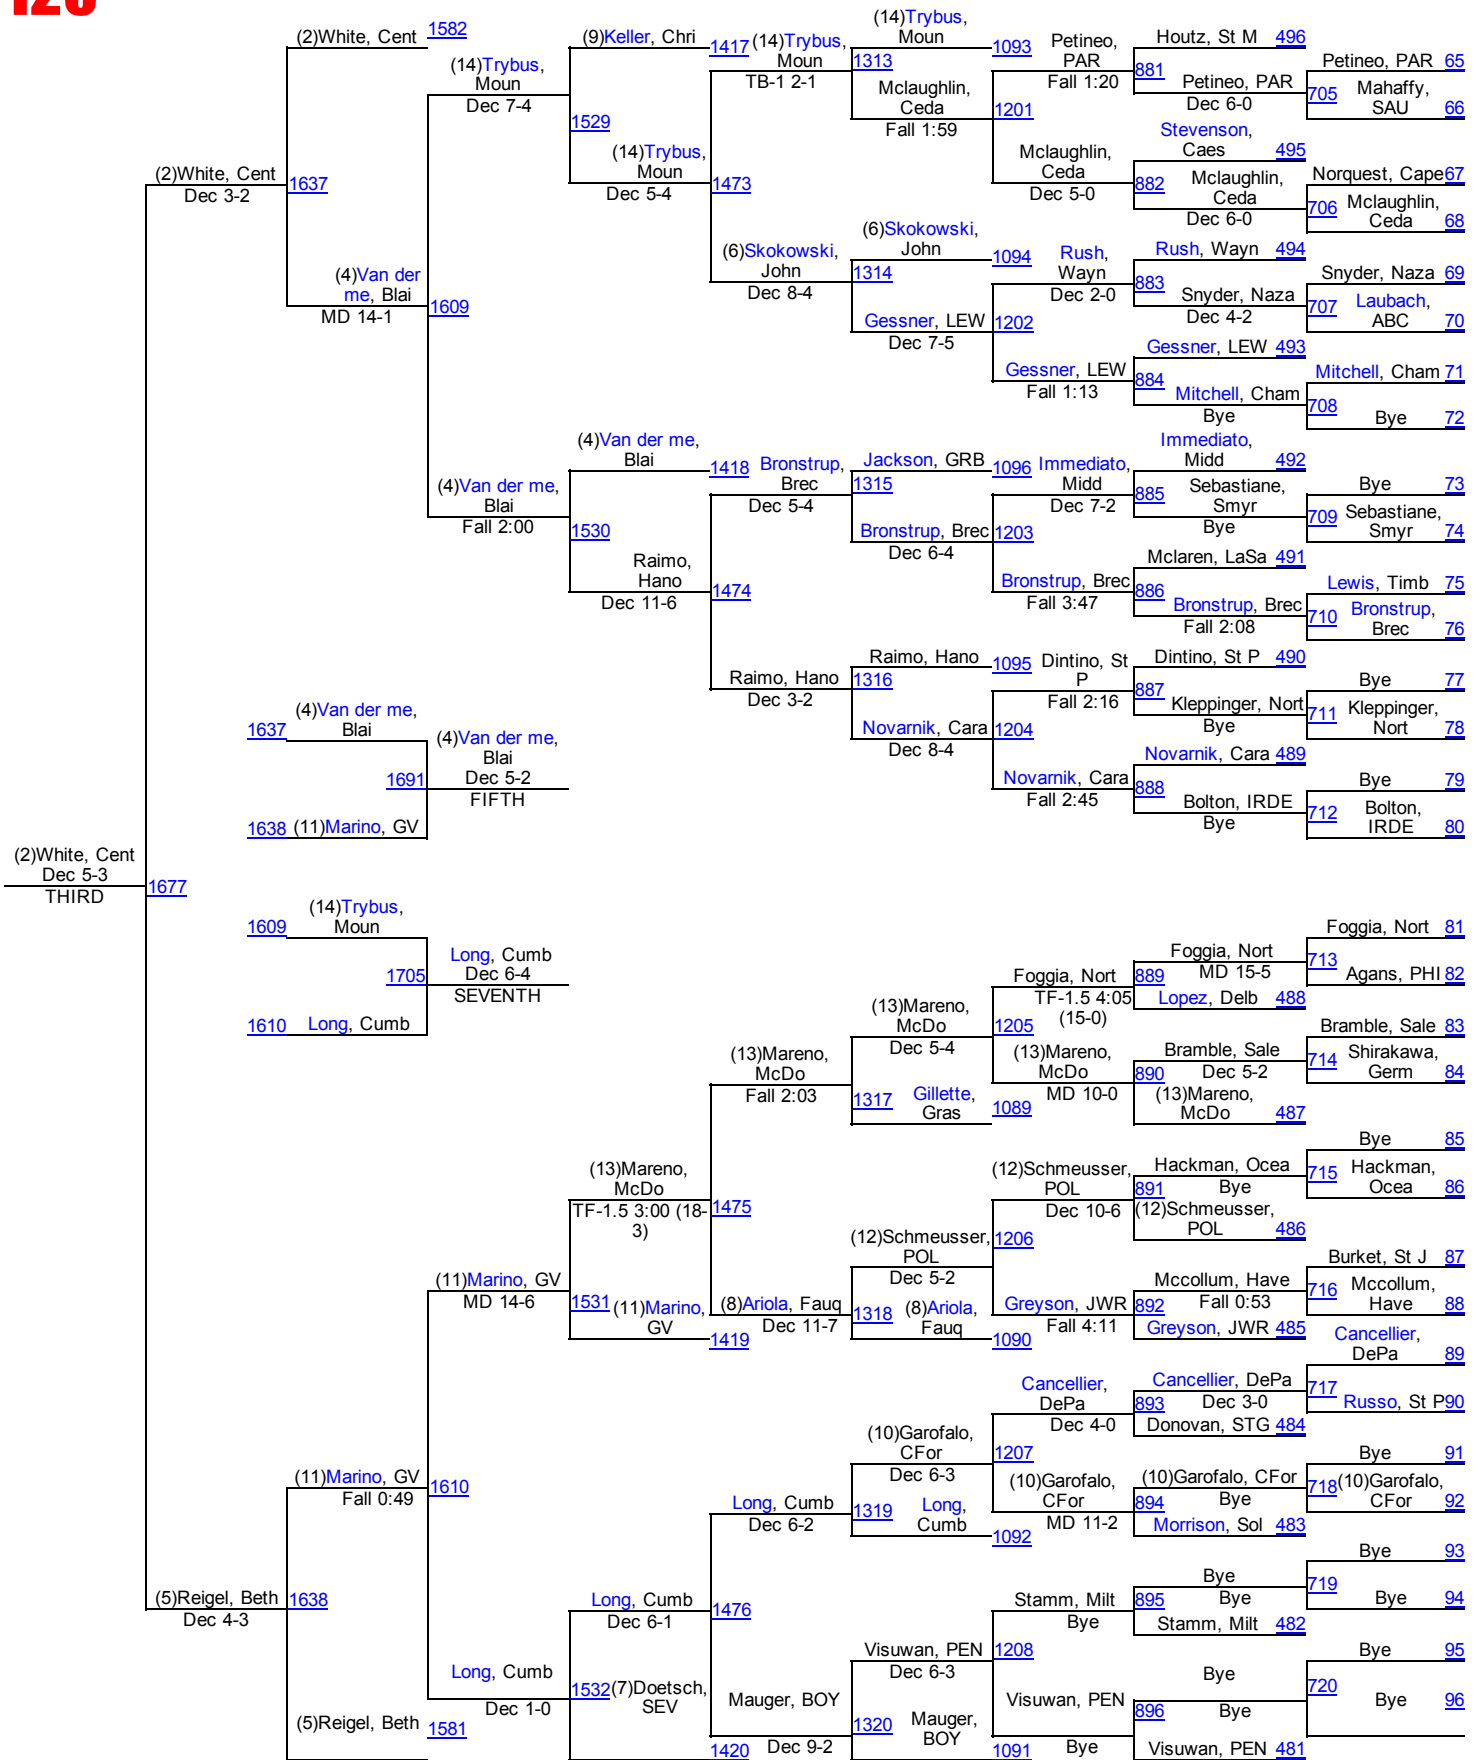 (2)White, Cent
1582
(14)Trybus,
Moun
Dec 7-4
(9)Keller, Chri
1417
(14)Trybus,
Moun
TB-1 2-1
(14)Trybus,
Moun
1313
Mclaughlin,
Ceda
Fall 1:59
1093
Petineo,
PAR
Fall 1:20
Houtz, St M
496
881
Petineo, PAR
Dec 6-0
Petineo, PAR
65
705
Mahaffy,
SAU
66
1529
(14)Trybus,
Moun
Dec 5-4
1473
1201
Mclaughlin,
Ceda
Dec 5-0
Stevenson,
Caes
495
882
Mclaughlin,
Ceda
Dec 6-0
Norquest, Cape
67
706
Mclaughlin,
Ceda
68
(2)White, Cent
Dec 3-2
1637
(6)Skokowski,
John
Dec 8-4
(6)Skokowski,
John
1314
1094
Rush,
Wayn
Dec 2-0
Rush, Wayn
494
883
Snyder, Naza
Dec 4-2
Snyder, Naza
69
707
Laubach,
ABC
70
(4)Van der
me, Blai
MD 14-1
1609
Gessner, LEW
Dec 7-5
1202
Gessner, LEW
Fall 1:13
Gessner, LEW
493
884
Mitchell, Cham
Bye
Mitchell, Cham
71
708
Bye
72
(4)Van der me,
Blai
Fall 2:00
(4)Van der me,
Blai
1418
Bronstrup,
Brec
Dec 5-4
Jackson, GRB
1315
1096
Immediato,
Midd
Dec 7-2
Immediato,
Midd
492
885
Sebastiane,
Smyr
Bye
Bye
73
709
Sebastiane,
Smyr
74
1530
Raimo,
Hano
Dec 11-6
1474
Bronstrup, Brec
Dec 6-4
1203
Bronstrup, Brec
Fall 3:47
Mclaren, LaSa
491
886
Bronstrup, Brec
Fall 2:08
Lewis, Timb
75
710
Bronstrup,
Brec
76
Raimo, Hano
Dec 3-2
Raimo, Hano
1316
1095
Dintino, St
P
Fall 2:16
Dintino, St P
490
887
Kleppinger, Nort
Bye
Bye
77
711
Kleppinger,
Nort
78
1637
(4)Van der me,
Blai
(4)Van der me,
Blai
Dec 5-2
FIFTH
1691
1638
(11)Marino, GV
Novarnik, Cara
Dec 8-4
1204
Novarnik, Cara
Fall 2:45
Novarnik, Cara
489
888
Bolton, IRDE
Bye
Bye
79
712
Bolton,
IRDE
80
(2)White, Cent
Dec 5-3
THIRD
1677
1609
(14)Trybus,
Moun
Long, Cumb
Dec 6-4
SEVENTH
1705
1610
Long, Cumb
Foggia, Nort
TF-1.5 4:05
(15-0)
Foggia, Nort
MD 15-5
889
Lopez, Delb
488
Foggia, Nort
81
713
Agans, PHI
82
(13)Mareno,
McDo
Fall 2:03
(13)Mareno,
McDo
Dec 5-4
1205
(13)Mareno,
McDo
MD 10-0
Bramble, Sale
Dec 5-2
890
(13)Mareno,
McDo
487
Bramble, Sale
83
714
Shirakawa,
Germ
84
1317
Gillette,
Gras
1089
(13)Mareno,
McDo
TF-1.5 3:00 (18-
3)
1475
(12)Schmeusser,
POL
Dec 10-6
Hackman, Ocea
Bye
891
(12)Schmeusser,
POL
486
Bye
85
715
Hackman,
Ocea
86
(12)Schmeusser,
POL
Dec 5-2
1206
(11)Marino, GV
MD 14-6
1531
(11)Marino,
GV
1419
(8)Ariola, Fauq
Dec 11-7
1318
(8)Ariola,
Fauq
1090
Greyson, JWR
Fall 4:11
Mccollum, Have
Fall 0:53
892
Greyson, JWR
485
Burket, St J
87
716
Mccollum,
Have
88
Cancellier,
DePa
Dec 4-0
Cancellier, DePa
Dec 3-0
893
Donovan, STG
484
Cancellier,
DePa
89
717
Russo, St P
90
(11)Marino, GV
Fall 0:49
1610
Long, Cumb
Dec 6-2
(10)Garofalo,
CFor
Dec 6-3
1207
(10)Garofalo,
CFor
MD 11-2
(10)Garofalo, CFor
Bye
894
Morrison, Sol
483
Bye
91
718
(10)Garofalo,
CFor
92
1319
Long,
Cumb
1092
(5)Reigel, Beth
Dec 4-3
1638
Long, Cumb
Dec 6-1
1476
Stamm, Milt
Bye
Bye
Bye
895
Stamm, Milt
482
Bye
93
719
Bye
94
Long, Cumb
Dec 1-0
1532
(7)Doetsch,
SEV
1420
Mauger, BOY
Dec 9-2
Visuwan, PEN
Dec 6-3
1208
1320
Mauger,
BOY
1091
Visuwan, PEN
Bye
Bye
Bye
896
Visuwan, PEN
481
Bye
95
720
Bye
96
(5)Reigel, Beth
1581